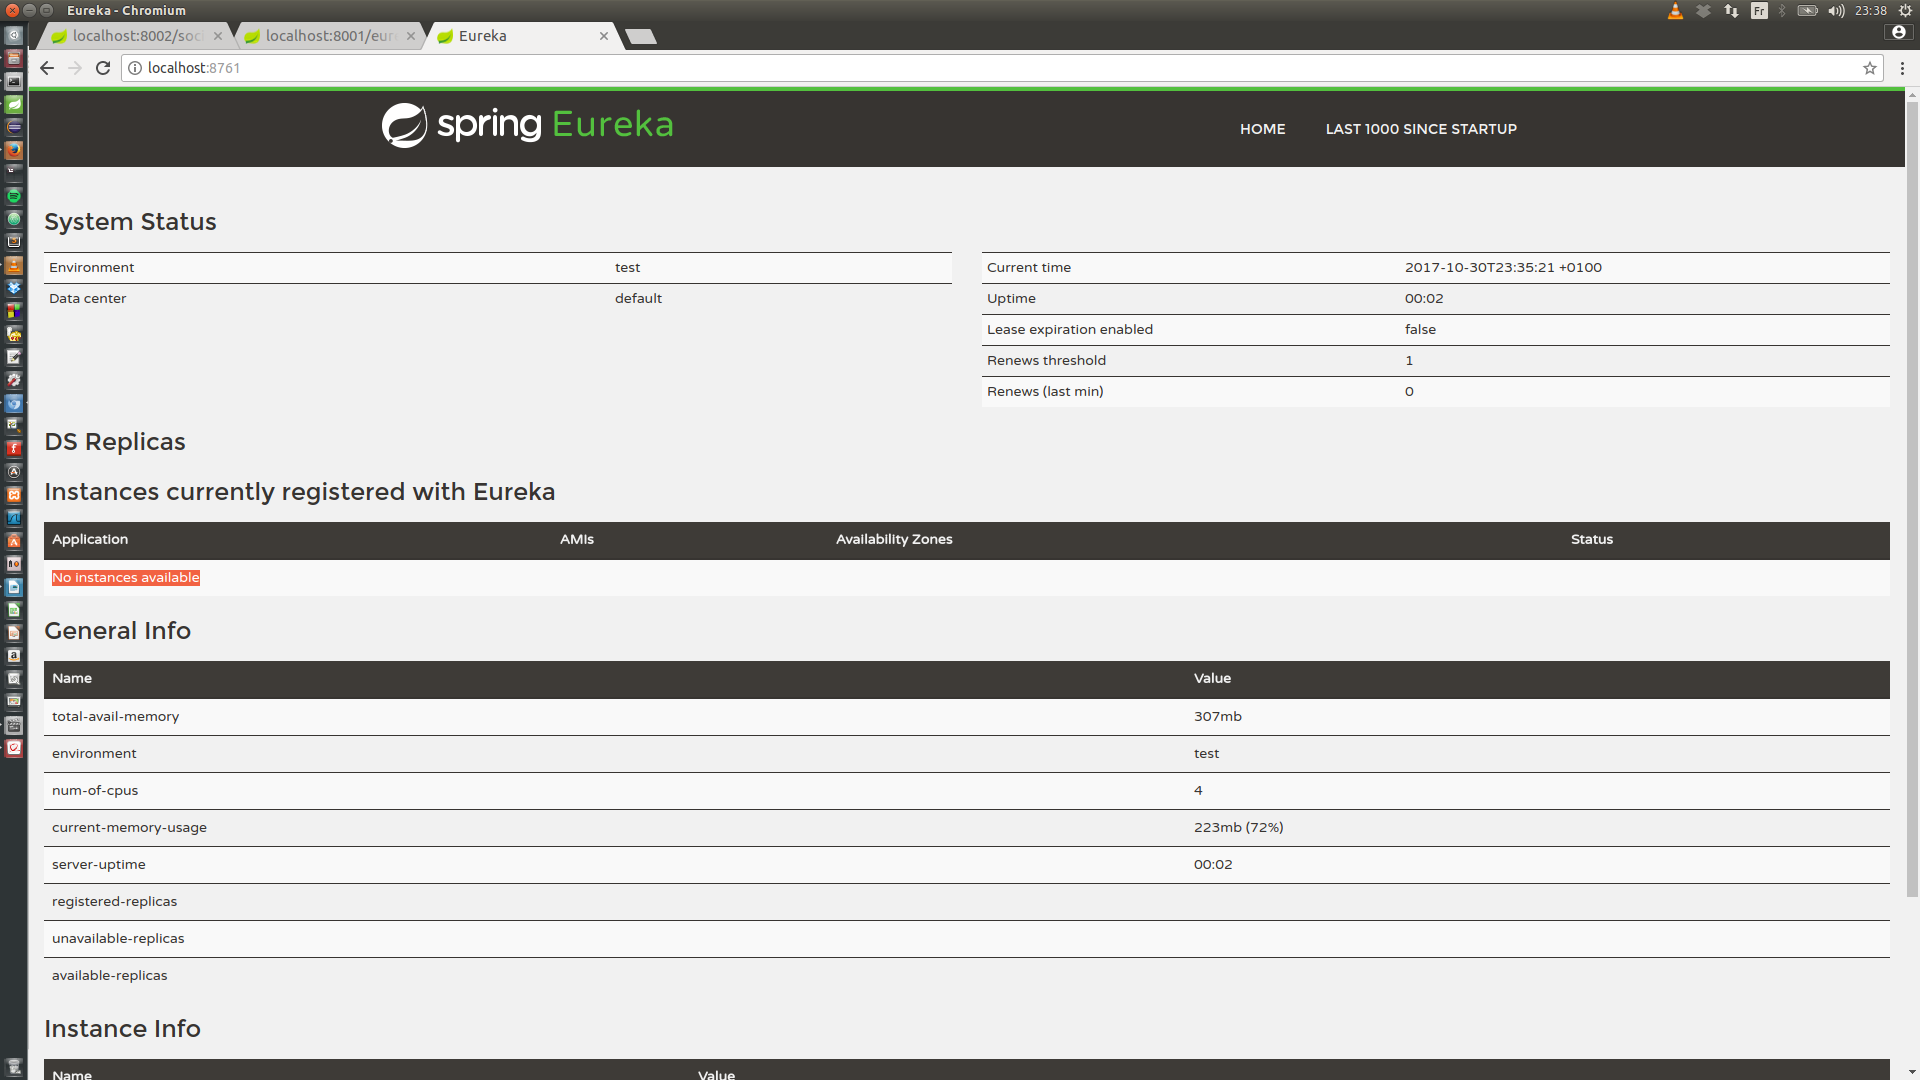 Eureka - Chromium
Fr
23:38
localhost:8002/soc
localhost:8001/eur
Eureka
localhost:8761
spring Eureka
HOME
LAST 1000 SINCE STARTUP
System Status
Environment test
Data center default
Current time 2017-10-30T23:35:21 +0100
Uptime 00:02
Lease expiration enabled false
Renews threshold 1
Renews (last min) 0
DS Replicas
Instances currently registered with Eureka
Application AMIs Availability Zones Status
No instances available
General Info
Name Value
total-avail-memory 307mb
environment test
num-of-cpus 4
current-memory-usage 223mb (72%)
server-uptime 00:02
registered-replicas
unavailable-replicas
available-replicas
Instance Info
Name Value